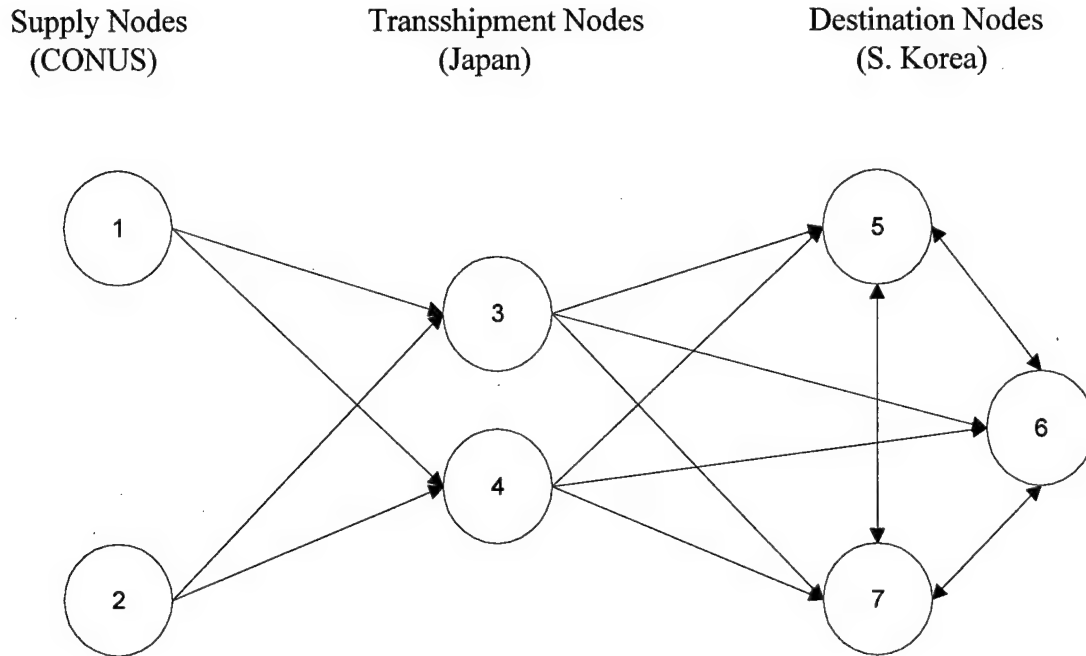 Supply Nodes
(CONUS)
Transshipment Nodes
(Japan)
Destination Nodes
(S. Korea)
1
5
3
6
4
2
7